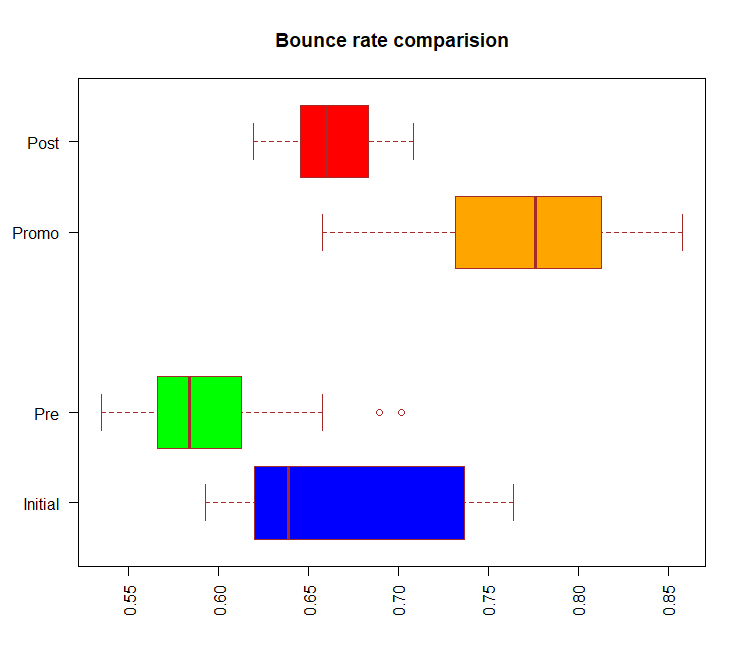 Bounce rate comparision
Post
Promo
Pre
Initial
0.55 0.60 0.65 0.70 0.75 0.80 0.85